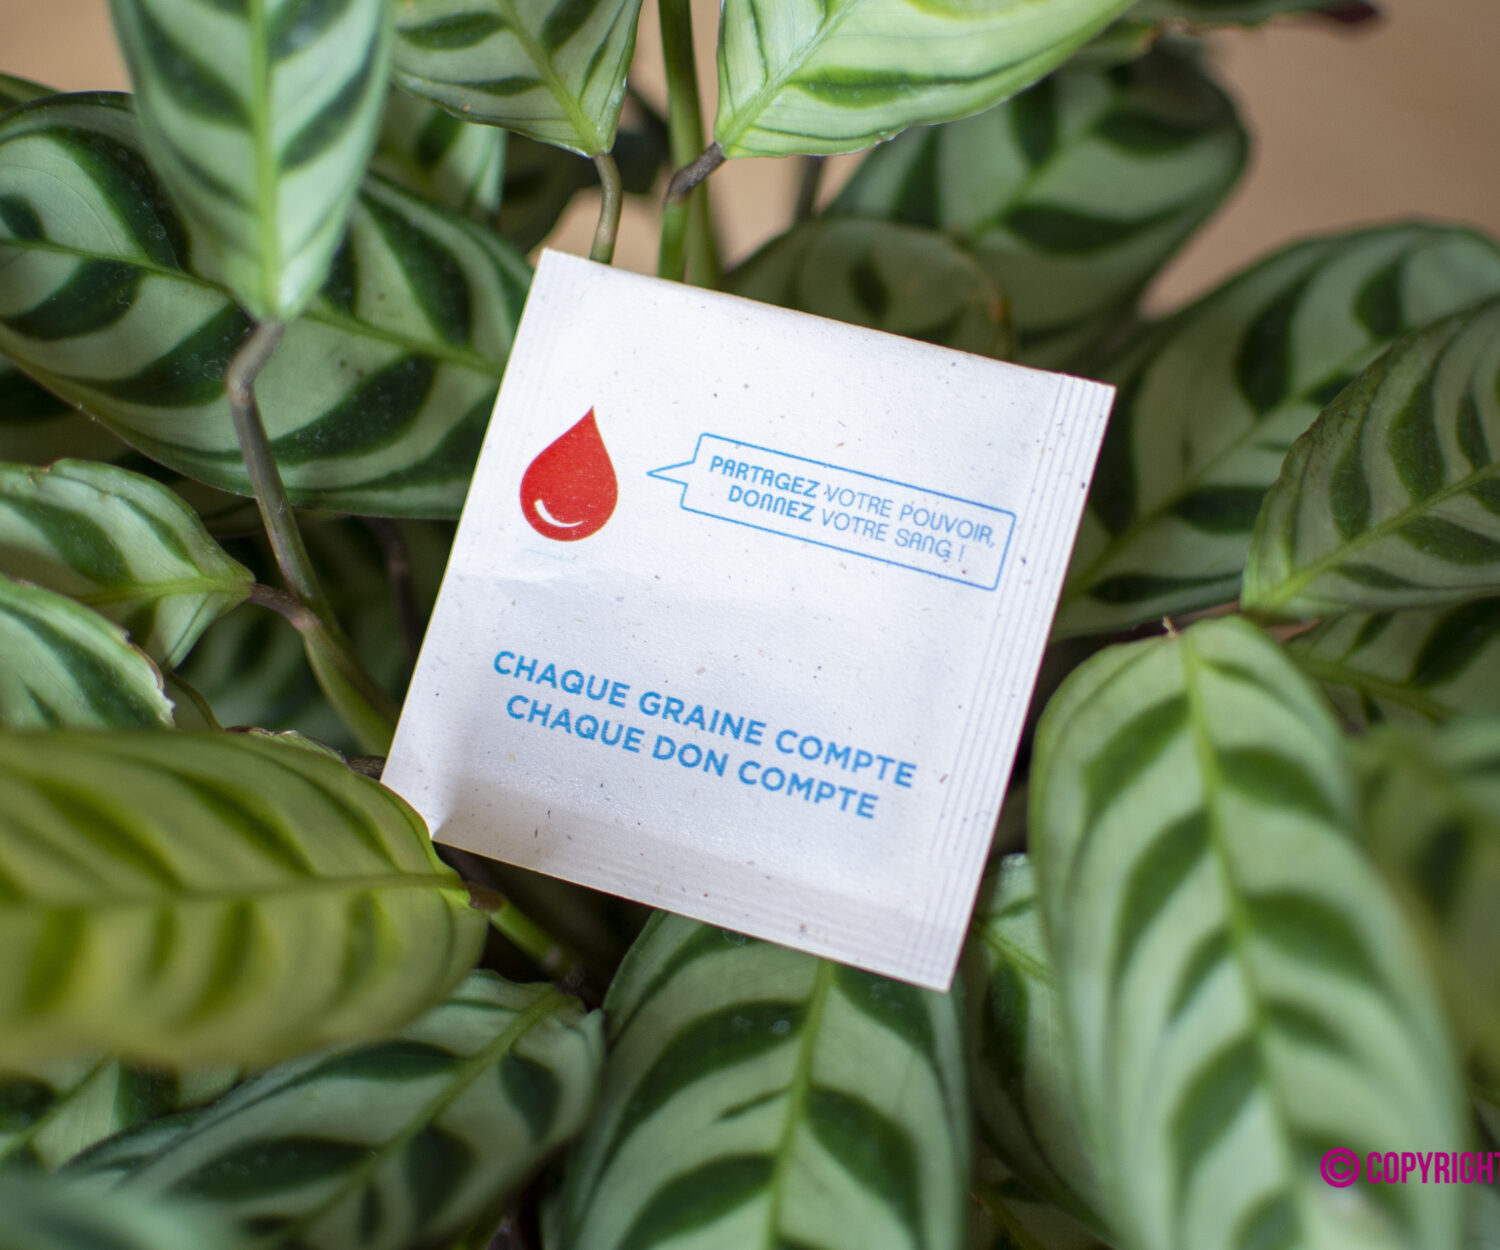 PARTAGEZ VOTRE POUVOIR,
DONNEZ VOTRE SANG !
CHAQUE GRAINE COMPTE
CHAQUE DON COMPTE
© COPYRIGHT